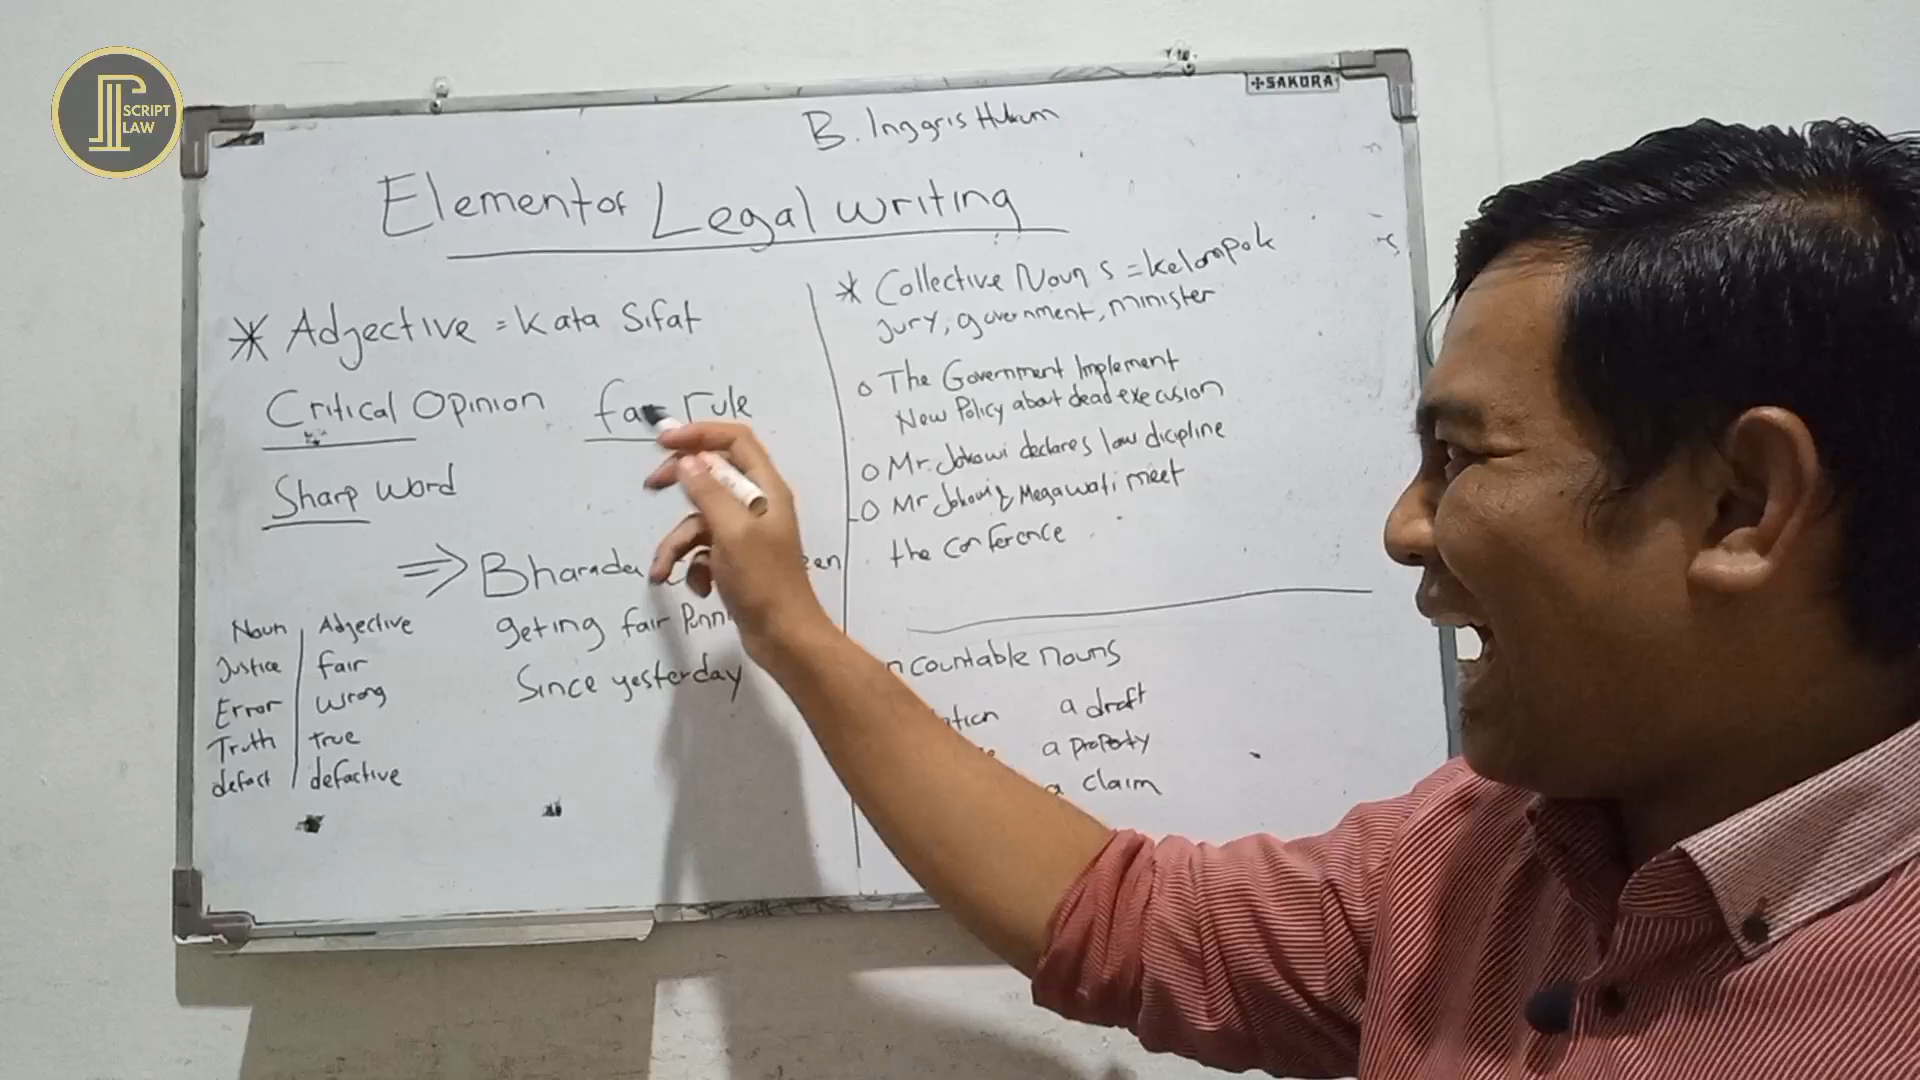 SCRIPT
LAW
SAKURA
B. Inggris Hukum
Element of Legal writing
* Adjective = Kata Sifat
Critical Opinion
rule
Sharp word
=> Bharada
geting fair
Since yesterday
Noun | Adjective
Justice | fair
Error | wrong
Truth | true
defect | defactive
* Collective Nouns = Kelompok
Jury, government, minister
o The Government Implement
New Policy about dead execusion
o Mr. Jokowi declares law dicipline
o Mr Jokowi & Megawati meet
the conference
countable nouns
a draft
a property
a claim